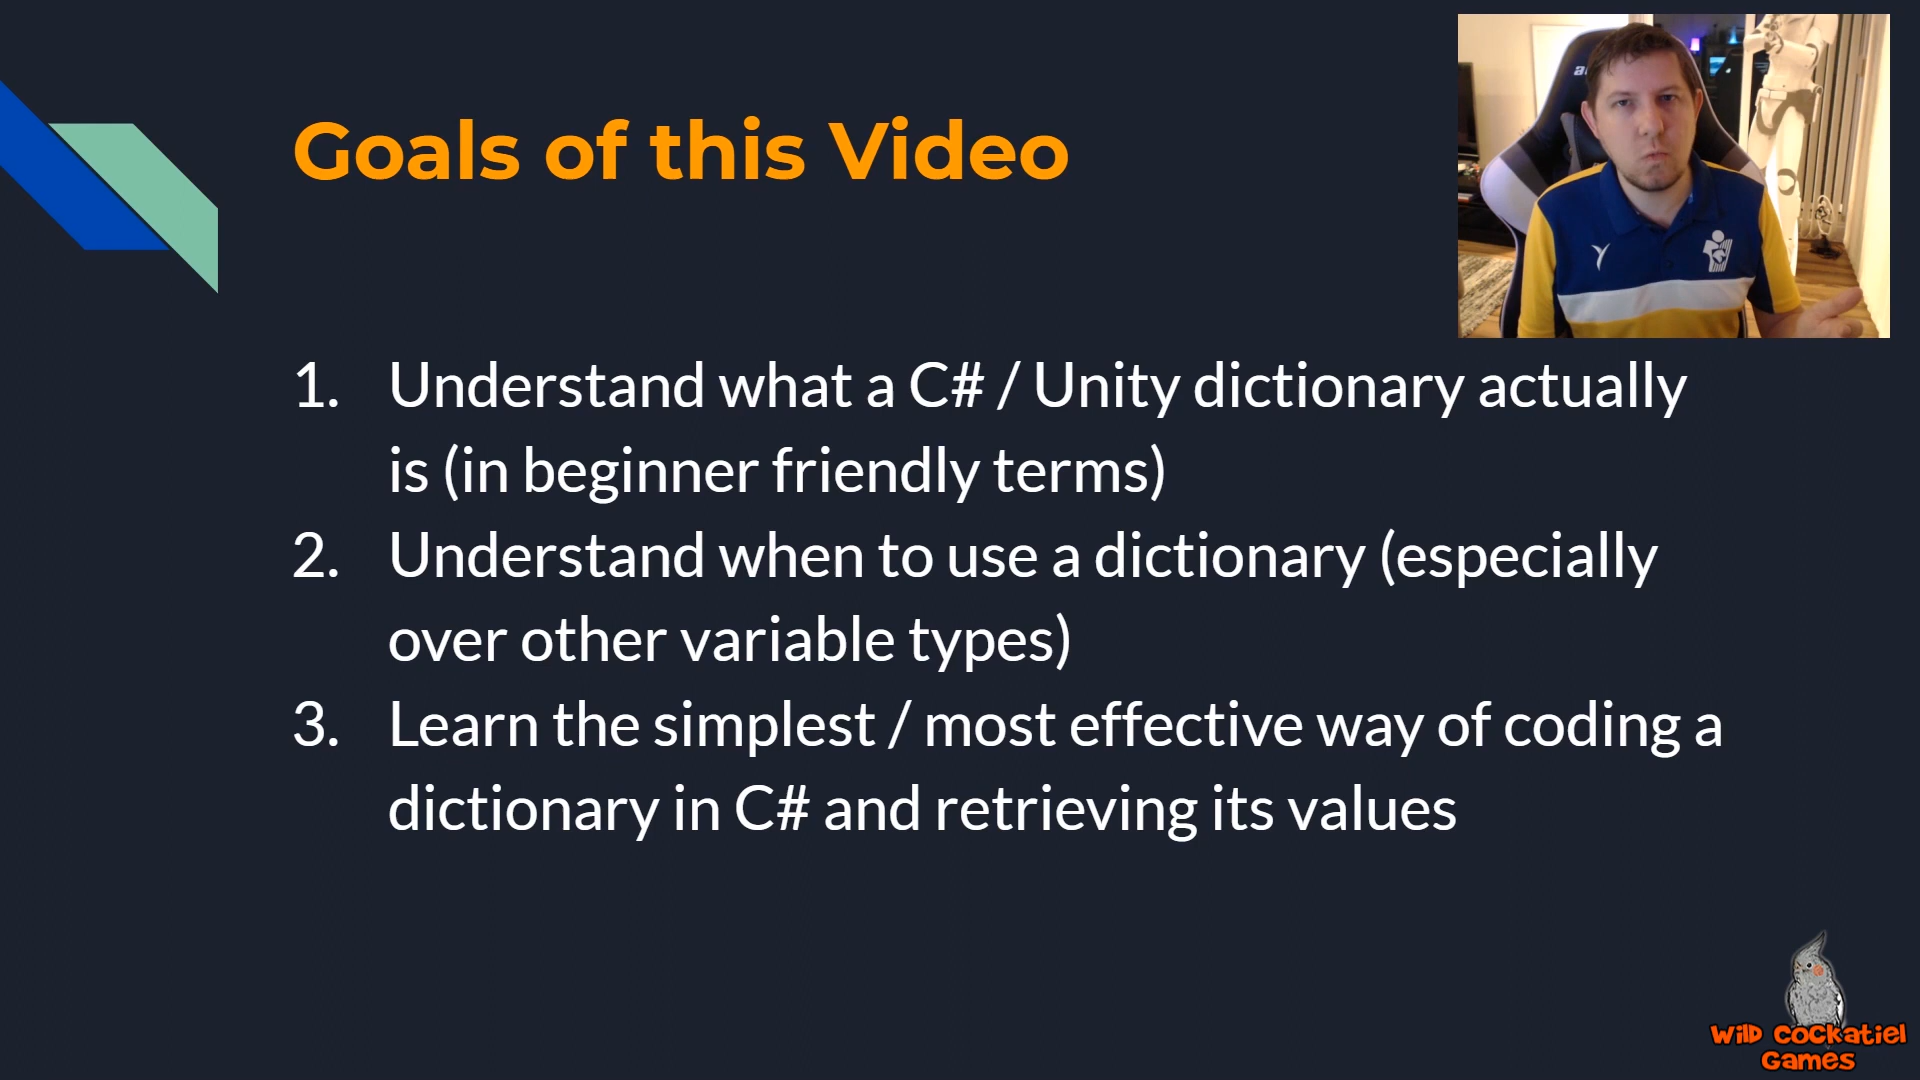 Goals of this Video
1. Understand what a C# / Unity dictionary actually
is (in beginner friendly terms)
2. Understand when to use a dictionary (especially
over other variable types)
3. Learn the simplest / most effective way of coding a
dictionary in C# and retrieving its values
Wild Cockatiel
Games